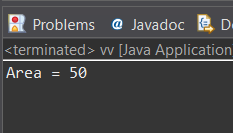 Problems @ Javadoc
<terminated> vv [Java Application
Area = 50